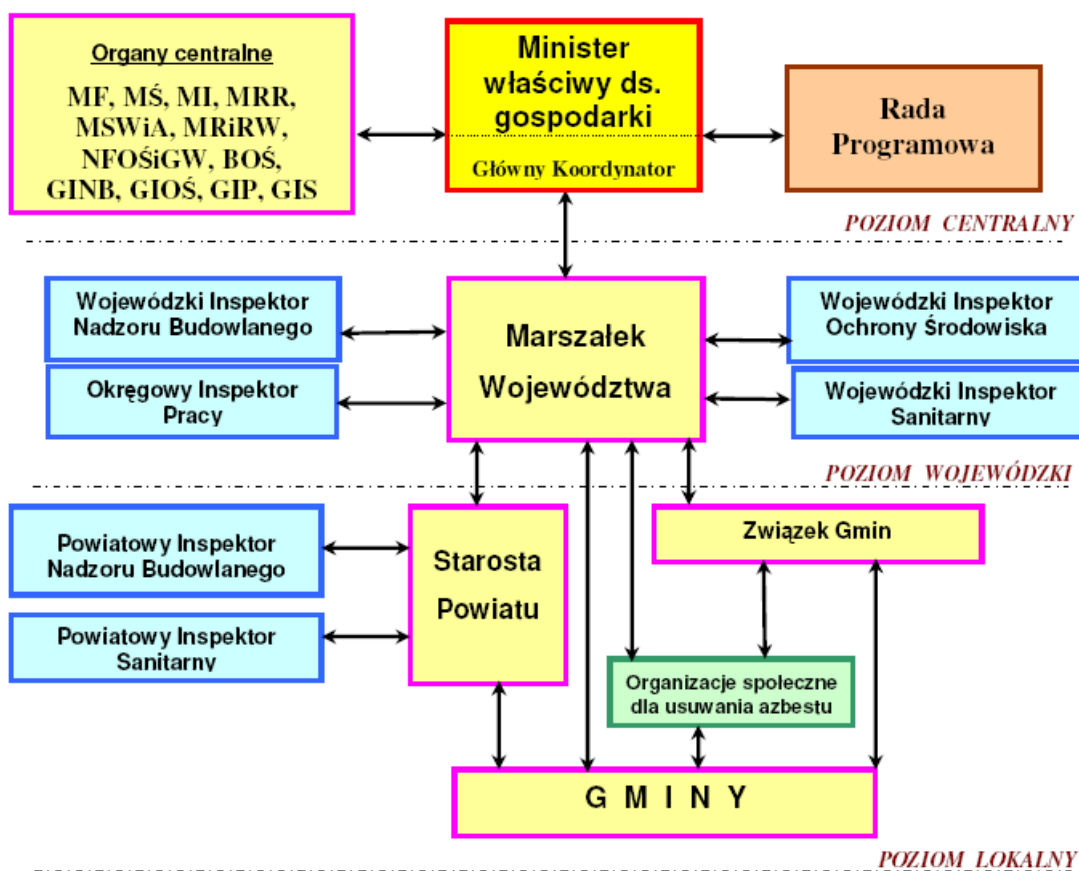 Organy centralne
MF, MŚ, MI, MRR,
MSWiA, MRiRW,
NFOŚiGW, BOŚ,
GINB, GIOŚ, GIP, GIS
Minister
właściwy ds.
gospodarki
Główny Koordynator
Rada
Programowa
POZIOM CENTRALNY
Wojewódzki Inspektor
Nadzoru Budowlanego
Okręgowy Inspektor
Pracy
Marszałek
Województwa
Wojewódzki Inspektor
Ochrony Środowiska
Wojewódzki Inspektor
Sanitarny
POZIOM WOJEWÓDZKI
Powiatowy Inspektor
Nadzoru Budowlanego
Powiatowy Inspektor
Sanitarny
Starosta
Powiatu
Związek Gmin
Organizacje społeczne
dla usuwania azbestu
G M I N Y
POZIOM LOKALNY